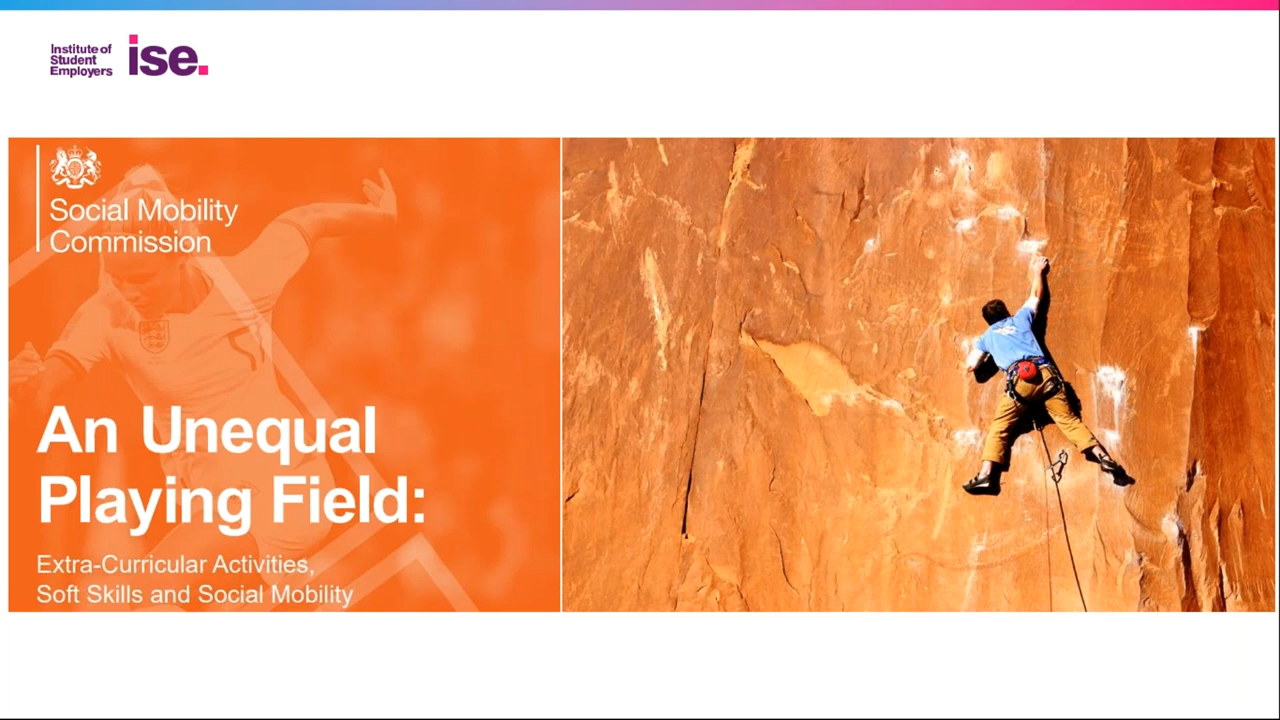 Institute of
Student
Employers
ise.
Social Mobility
Commission
An Unequal
Playing Field:
Extra-Curricular Activities,
Soft Skills and Social Mobility